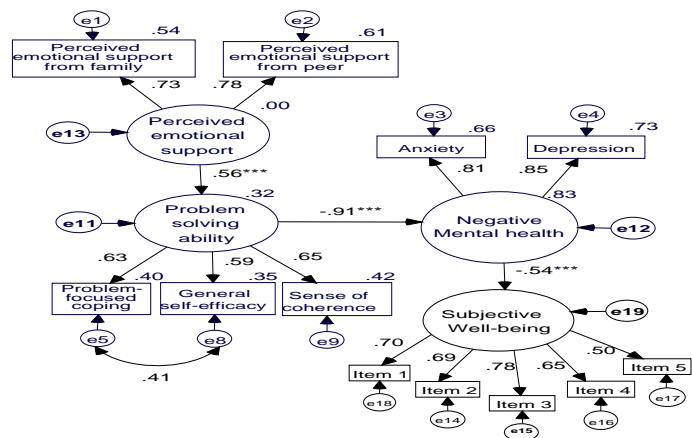 e1
.54
e2
.61
Perceived
emotional support
from family
Perceived
emotional support
from peer
.73
.78
.00
e13
Perceived
emotional
support
e3
.66
e4
.73
Anxiety
Depression
.56***
.81
.85
.32
.83
e11
Problem
solving
ability
-.91***
Negative
Mental health
e12
.63
.59
.65
.40
.35
.42
-.54***
Problem-
focused
coping
General
self-efficacy
Sense of
coherence
Subjective
Well-being
e19
e5
e8
e9
.41
.70
.69
.78
.65
.50
Item 1
Item 2
Item 3
Item 4
Item 5
e18
e14
e15
e16
e17